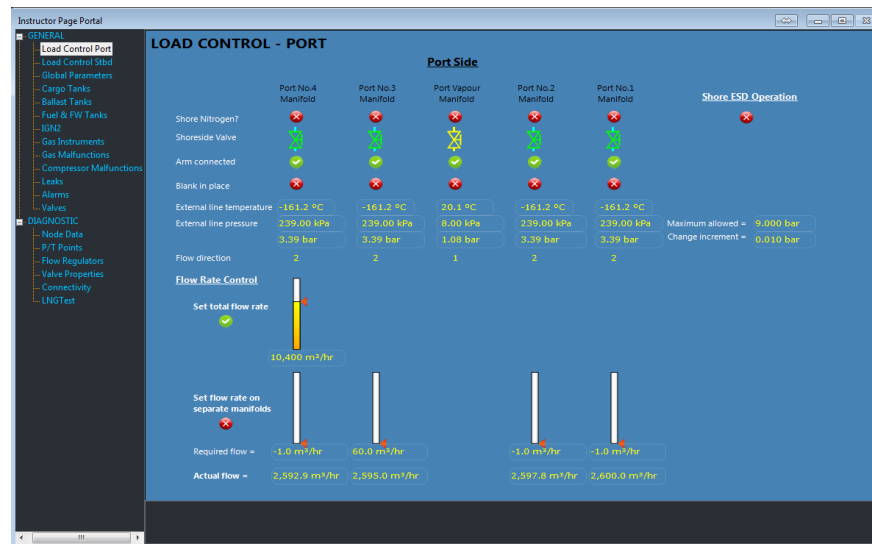 Instructor Page Portal
GENERAL
Load Control Port
Load Control Stbd
Global Parameters
Cargo Tanks
Ballast Tanks
Fuel & FW Tanks
IGN2
Gas Instruments
Gas Malfunctions
Compressor Malfunctions
Leaks
Alarms
Valves
DIAGNOSTIC
Node Data
P/T Points
Flow Regulators
Valve Properties
Connectivity
LNGTest
LOAD CONTROL - PORT
Port Side
Port No.4 Manifold
Port No.3 Manifold
Port Vapour Manifold
Port No.2 Manifold
Port No.1 Manifold
Shore ESD Operation
Shore Nitrogen?
Shoreside Valve
Arm connected
Blank in place
External line temperature -161.2 ºC -161.2 ºC 20.1 ºC -161.2 ºC -161.2 ºC
External line pressure 239.00 kPa 239.00 kPa 8.00 kPa 239.00 kPa 239.00 kPa Maximum allowed = 9.000 bar
3.39 bar 3.39 bar 1.08 bar 3.39 bar 3.39 bar Change increment = 0.010 bar
Flow direction 2 2 1 2 2
Flow Rate Control
Set total flow rate
10,400 m³/hr
Set flow rate on
separate manifolds
Required flow = -1.0 m³/hr 60.0 m³/hr -1.0 m³/hr -1.0 m³/hr
Actual flow = 2,592.9 m³/hr 2,595.0 m³/hr 2,597.8 m³/hr 2,600.0 m³/hr